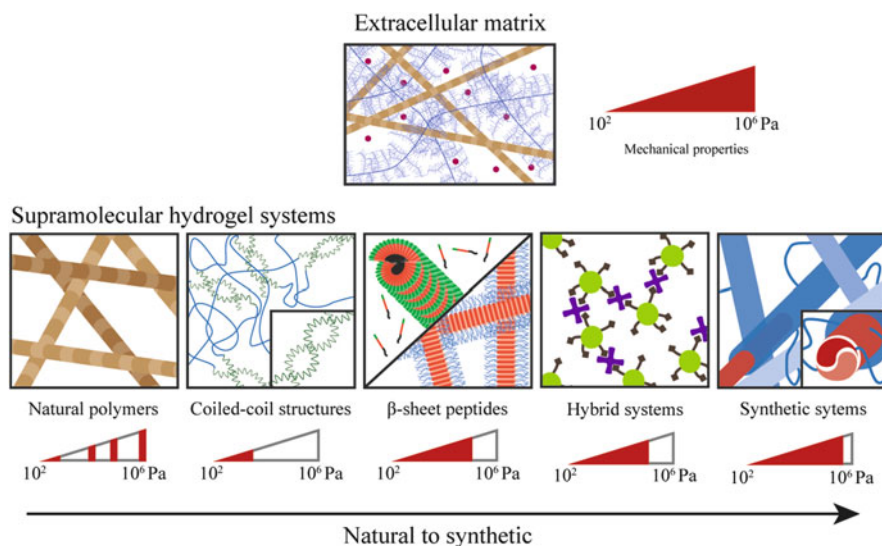 Extracellular matrix
10² 10⁶ Pa
Mechanical properties
Supramolecular hydrogel systems
Natural polymers Coiled-coil structures β-sheet peptides Hybrid systems Synthetic sytems
10² 10⁶ Pa 10² 10⁶ Pa 10² 10⁶ Pa 10² 10⁶ Pa 10² 10⁶ Pa
Natural to synthetic